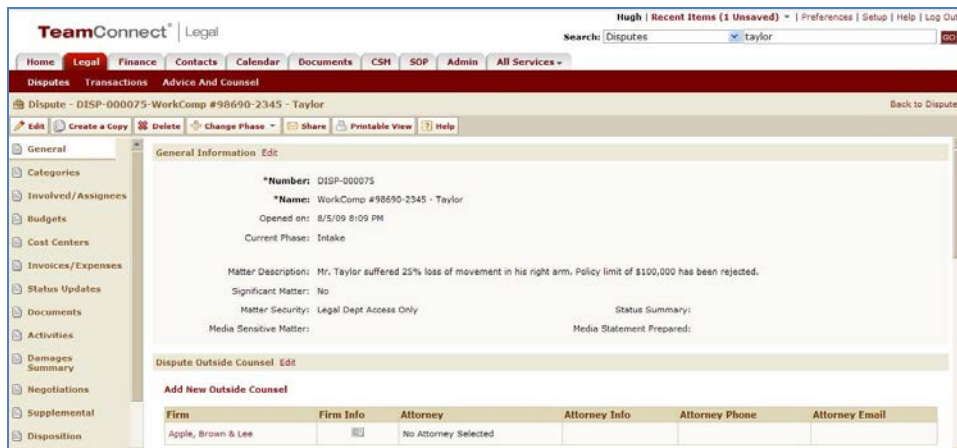 Hugh | Recent Items (1 Unsaved) | Preferences | Setup | Help | Log Out
TeamConnect | Legal
Search: Disputes taylor GO
Home Legal Finance Contacts Calendar Documents CSM SOP Admin All Services
Disputes Transactions Advice And Counsel
Dispute - DISP-000075-WorkComp #98690-2345 - Taylor Back to Dispute
Edit Create a Copy Delete Change Phase Share Printable View Help
General
Categories
Involved/Assignees
Budgets
Cost Centers
Invoices/Expenses
Status Updates
Documents
Activities
Damages
Summary
Negotiations
Supplemental
Disposition
General Information Edit
*Number: DISP-000075
*Name: WorkComp #98690-2345 - Taylor
Opened on: 8/5/09 8:09 PM
Current Phase: Intake
Matter Description: Mr. Taylor suffered 25% loss of movement in his right arm. Policy limit of $100,000 has been rejected.
Significant Matter: No
Matter Security: Legal Dept Access Only Status Summary:
Media Sensitive Matter: Media Statement Prepared:
Dispute Outside Counsel Edit
Add New Outside Counsel
Firm Firm Info Attorney Attorney Info Attorney Phone Attorney Email
Apple, Brown & Lee No Attorney Selected